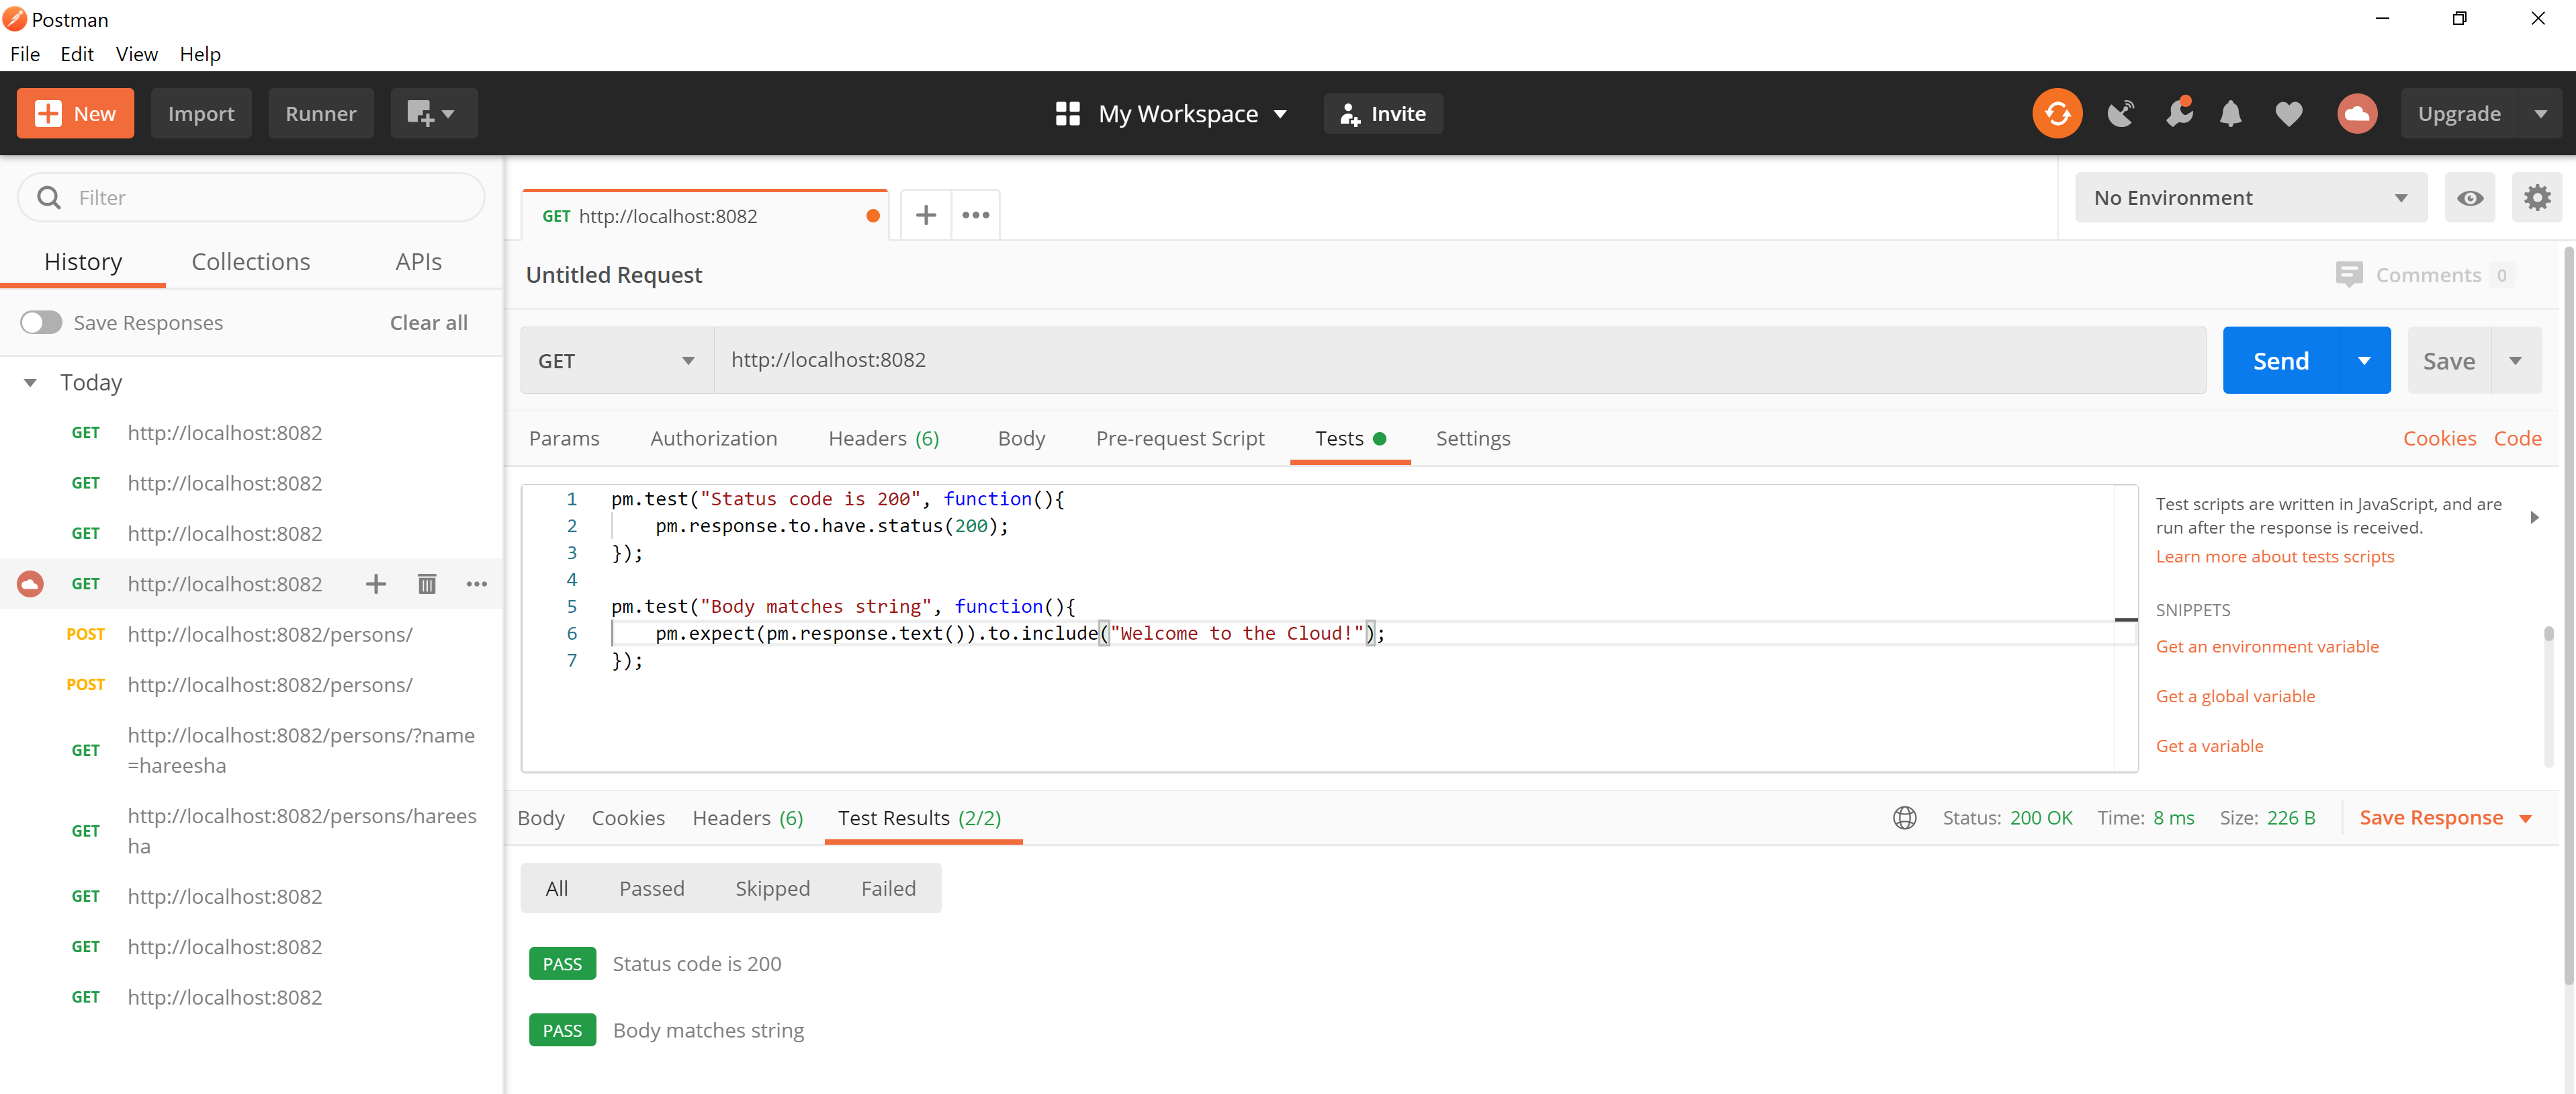 Postman
File Edit View Help
New Import Runner My Workspace Invite Upgrade
Filter
History Collections APIs
Save Responses Clear all
Today
GET http://localhost:8082
GET http://localhost:8082
GET http://localhost:8082
GET http://localhost:8082
POST http://localhost:8082/persons/
POST http://localhost:8082/persons/
GET http://localhost:8082/persons/?name
=hareesha
GET http://localhost:8082/persons/harees
ha
GET http://localhost:8082
GET http://localhost:8082
GET http://localhost:8082
GET http://localhost:8082
No Environment
Untitled Request
Comments 0
GET http://localhost:8082
Send Save
Params Authorization Headers (6) Body Pre-request Script Tests Settings
Cookies Code
1 pm.test("Status code is 200", function(){
2 pm.response.to.have.status(200);
3 });
4
5 pm.test("Body matches string", function(){
6 pm.expect(pm.response.text()).to.include("Welcome to the Cloud!");
7 });
Test scripts are written in JavaScript, and are
run after the response is received.
Learn more about tests scripts
SNIPPETS
Get an environment variable
Get a global variable
Get a variable
Body Cookies Headers (6) Test Results (2/2)
Status: 200 OK Time: 8 ms Size: 226 B Save Response
All Passed Skipped Failed
PASS Status code is 200
PASS Body matches string